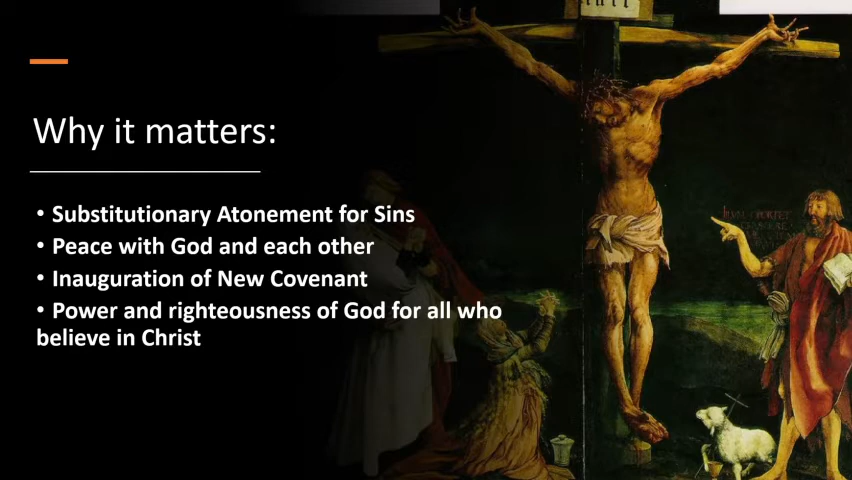 Why it matters:
• Substitutionary Atonement for Sins
• Peace with God and each other
• Inauguration of New Covenant
• Power and righteousness of God for all who
believe in Christ